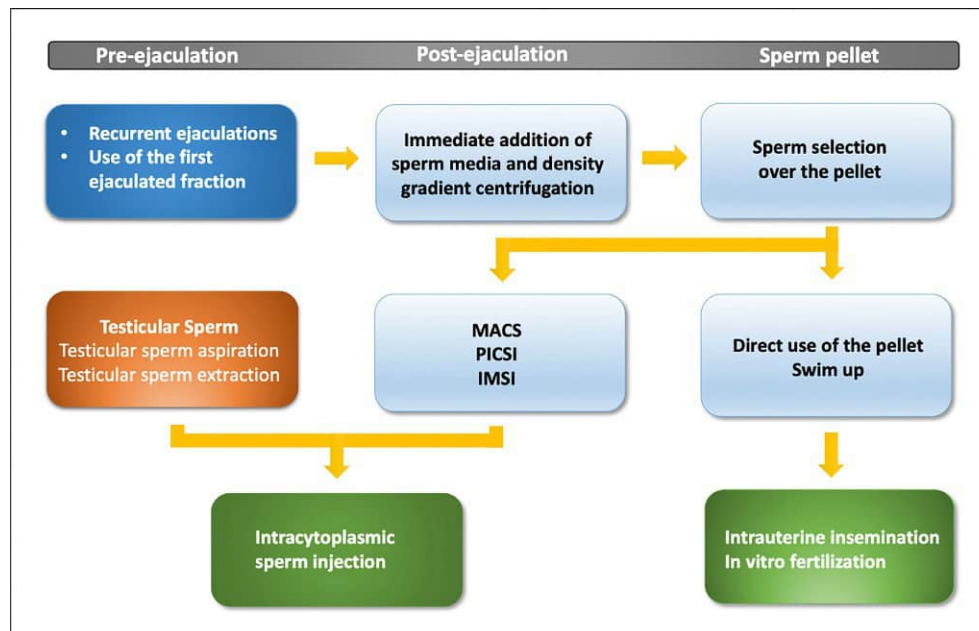 Pre-ejaculation
Post-ejaculation
Sperm pellet
• Recurrent ejaculations
• Use of the first
ejaculated fraction
Immediate addition of
sperm media and density
gradient centrifugation
Sperm selection
over the pellet
Testicular Sperm
Testicular sperm aspiration
Testicular sperm extraction
MACS
PICSI
IMSI
Direct use of the pellet
Swim up
Intracytoplasmic
sperm injection
Intrauterine insemination
In vitro fertilization